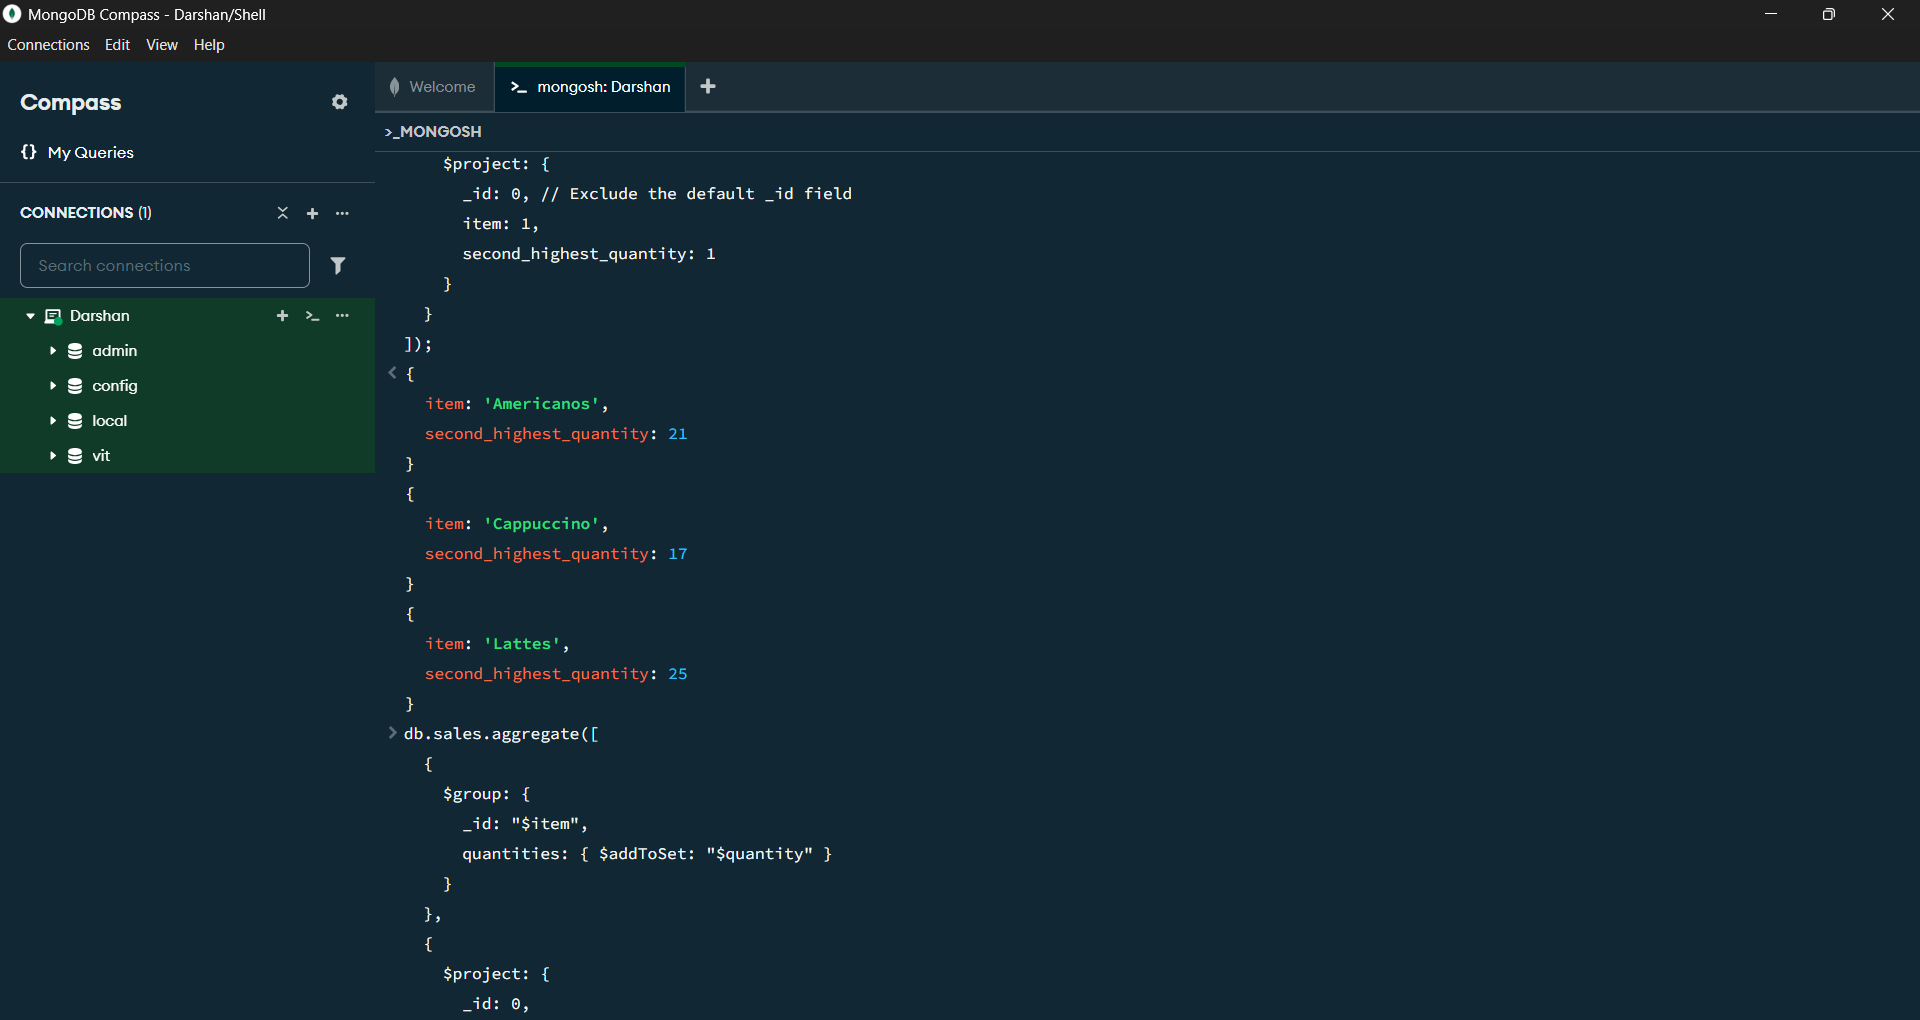 MongoDB Compass - Darshan/Shell
Connections Edit View Help
Compass
{} My Queries
CONNECTIONS (1)
Search connections
Darshan
admin
config
local
vit
Welcome
>_ mongosh: Darshan
>_MONGOSH
$project: {
_id: 0, // Exclude the default _id field
item: 1,
second_highest_quantity: 1
}
}
]);
< {
item: 'Americanos',
second_highest_quantity: 21
}
{
item: 'Cappuccino',
second_highest_quantity: 17
}
{
item: 'Lattes',
second_highest_quantity: 25
}
> db.sales.aggregate([
{
$group: {
_id: "$item",
quantities: { $addToSet: "$quantity" }
}
},
{
$project: {
_id: 0,